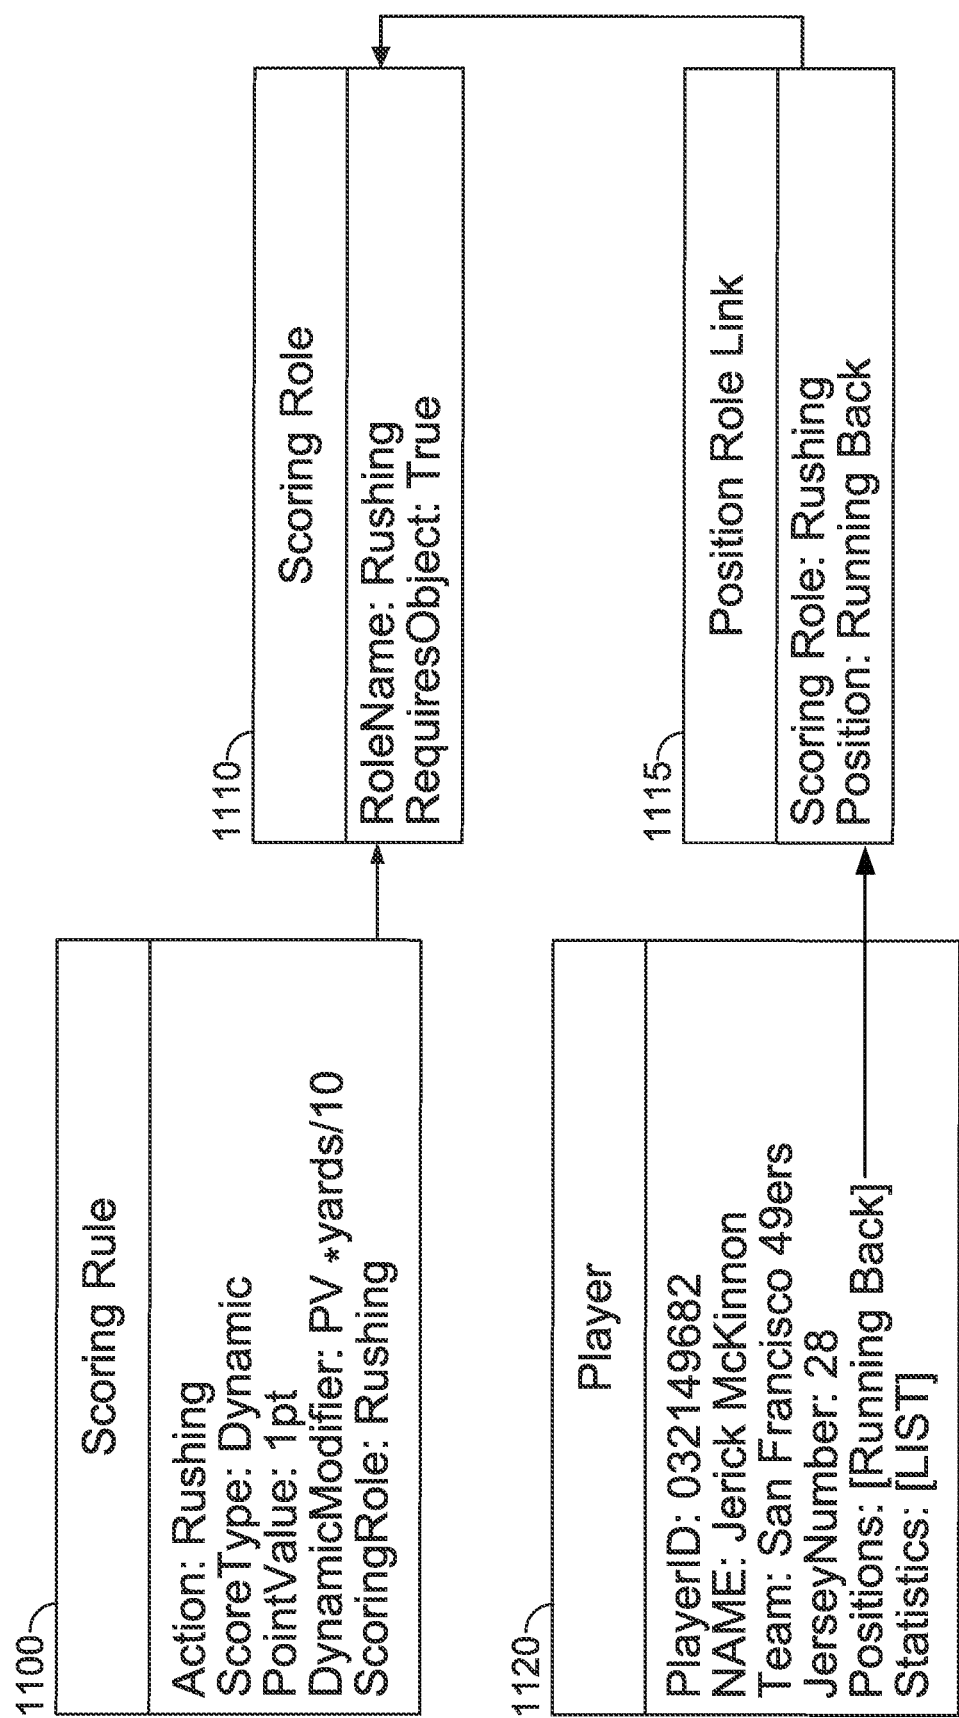 1100
Scoring Rule
Action: Rushing
ScoreType: Dynamic
PointValue: 1pt
DynamicModifier: PV *yards/10
ScoringRole: Rushing
1110
Scoring Role
RoleName: Rushing
RequiresObject: True
1120
Player
PlayerID: 032149682
NAME: Jerick McKinnon
Team: San Francisco 49ers
JerseyNumber: 28
Positions: [Running Back]
Statistics: [LIST]
1115
Position Role Link
Scoring Role: Rushing
Position: Running Back